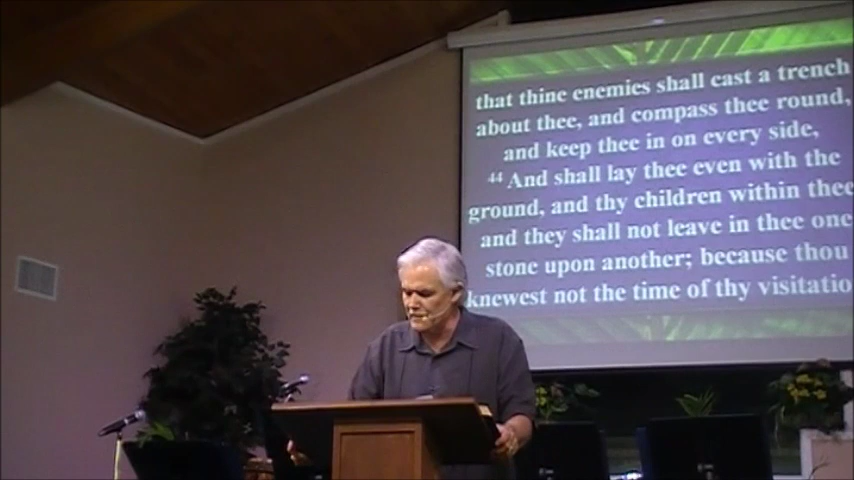 that thine enemies shall cast a trench
about thee, and compass thee round,
and keep thee in on every side,
44 And shall lay thee even with the
ground, and thy children within thee
and they shall not leave in thee one
stone upon another; because thou
knewest not the time of thy visitatio